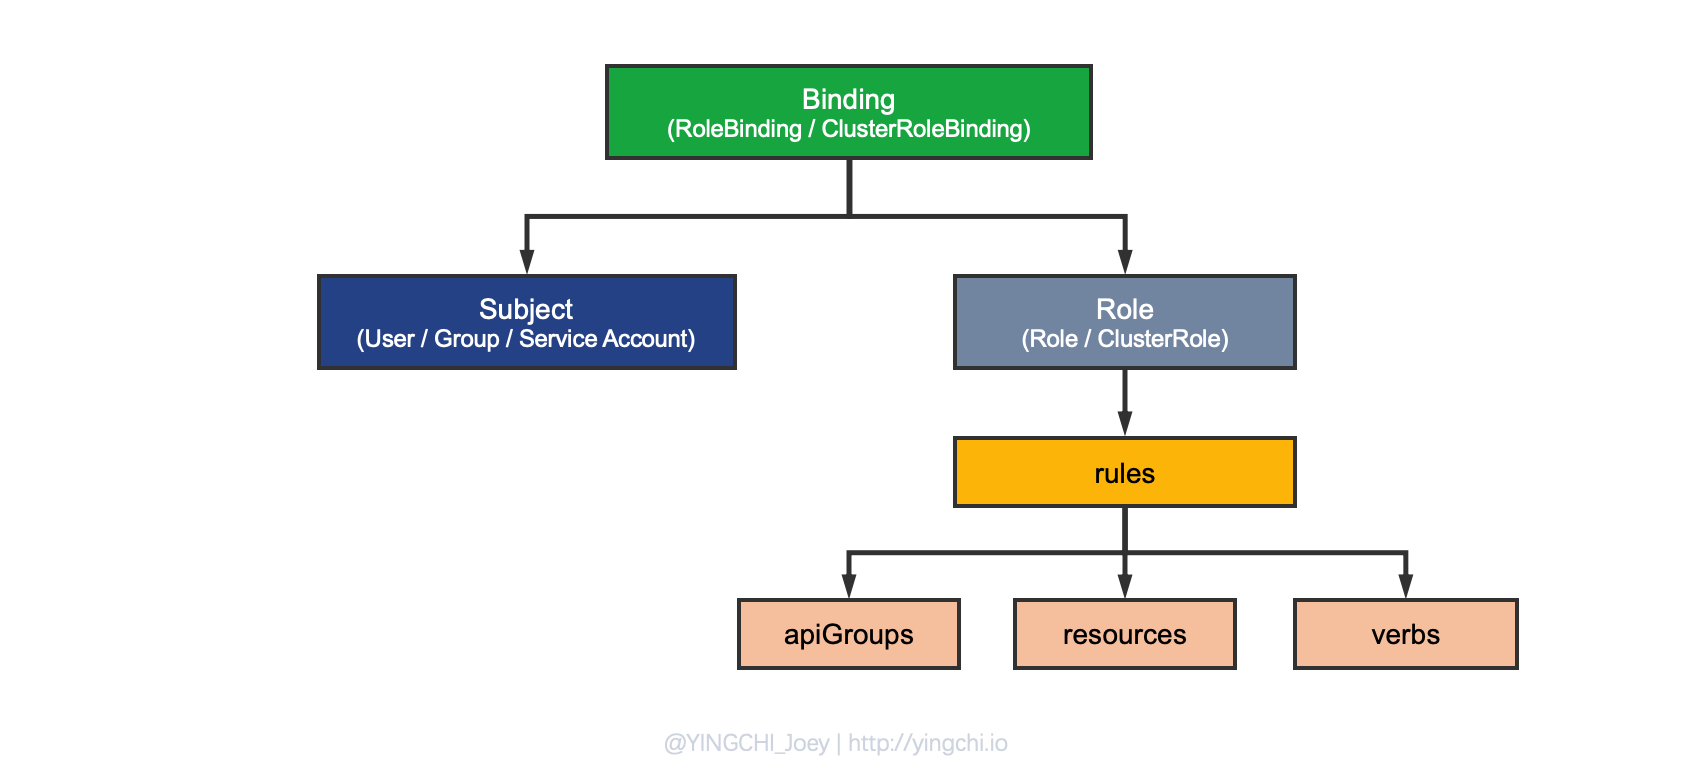 Binding
(RoleBinding / ClusterRoleBinding)
Subject
(User / Group / Service Account)
Role
(Role / ClusterRole)
rules
apiGroups
resources
verbs
@YINGCHI_Joey | http://yingchi.io